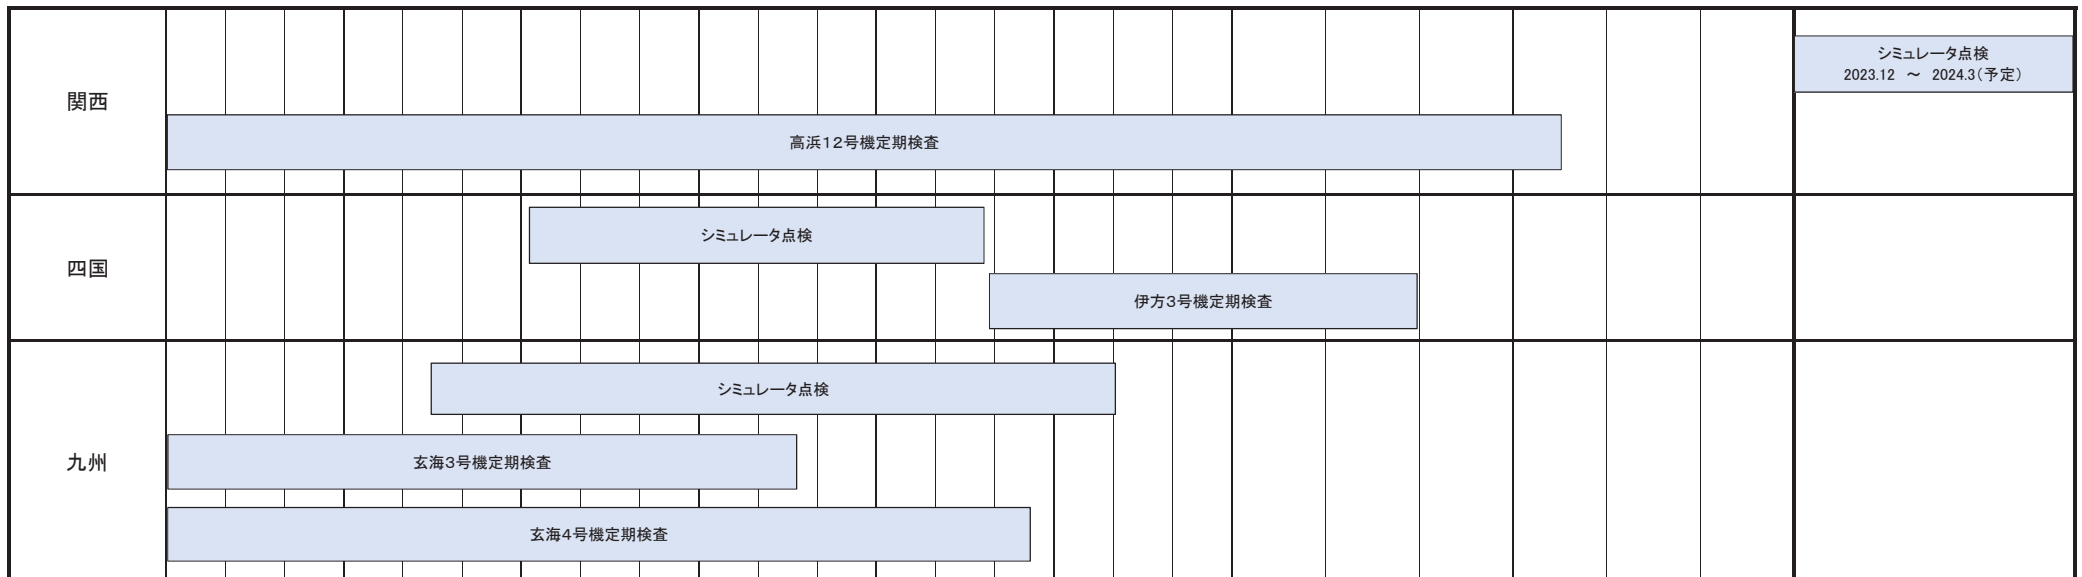 関西
シミュレータ点検
2023.12 ～ 2024.3(予定)
高浜12号機定期検査
四国
シミュレータ点検
伊方3号機定期検査
九州
シミュレータ点検
玄海3号機定期検査
玄海4号機定期検査